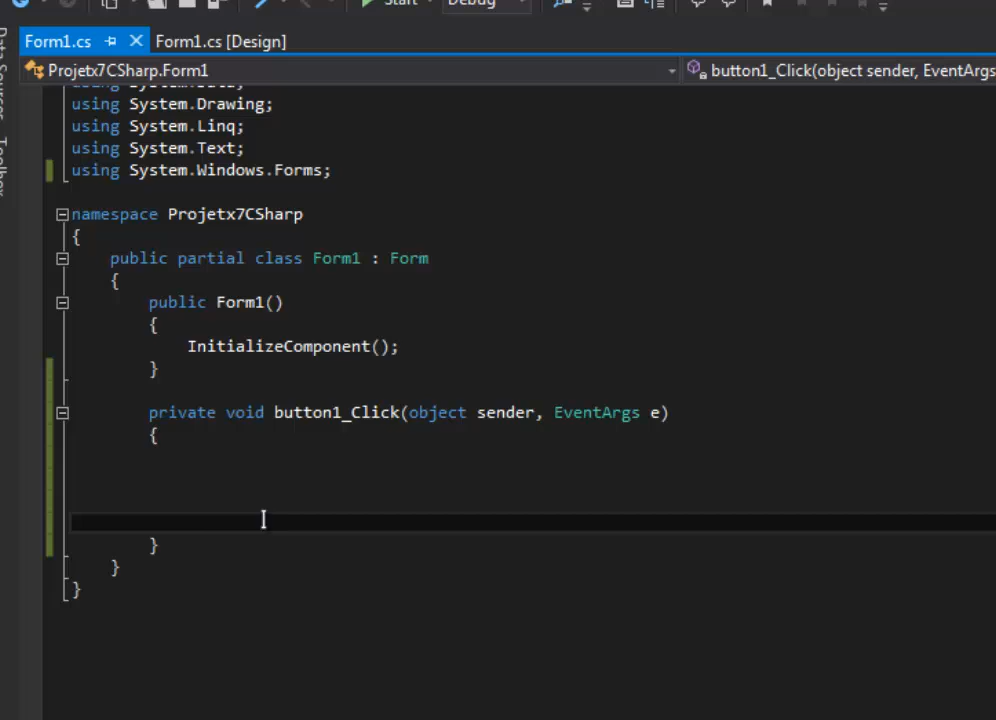 Start Debug
Form1.cs Form1.cs [Design]
Projetx7CSharp.Form1 button1_Click(object sender, EventArgs
Toolbox
using System.Drawing;
using System.Linq;
using System.Text;
using System.Windows.Forms;
namespace Projetx7CSharp
{
public partial class Form1 : Form
{
public Form1()
{
InitializeComponent();
}
private void button1_Click(object sender, EventArgs e)
{
}
}
}